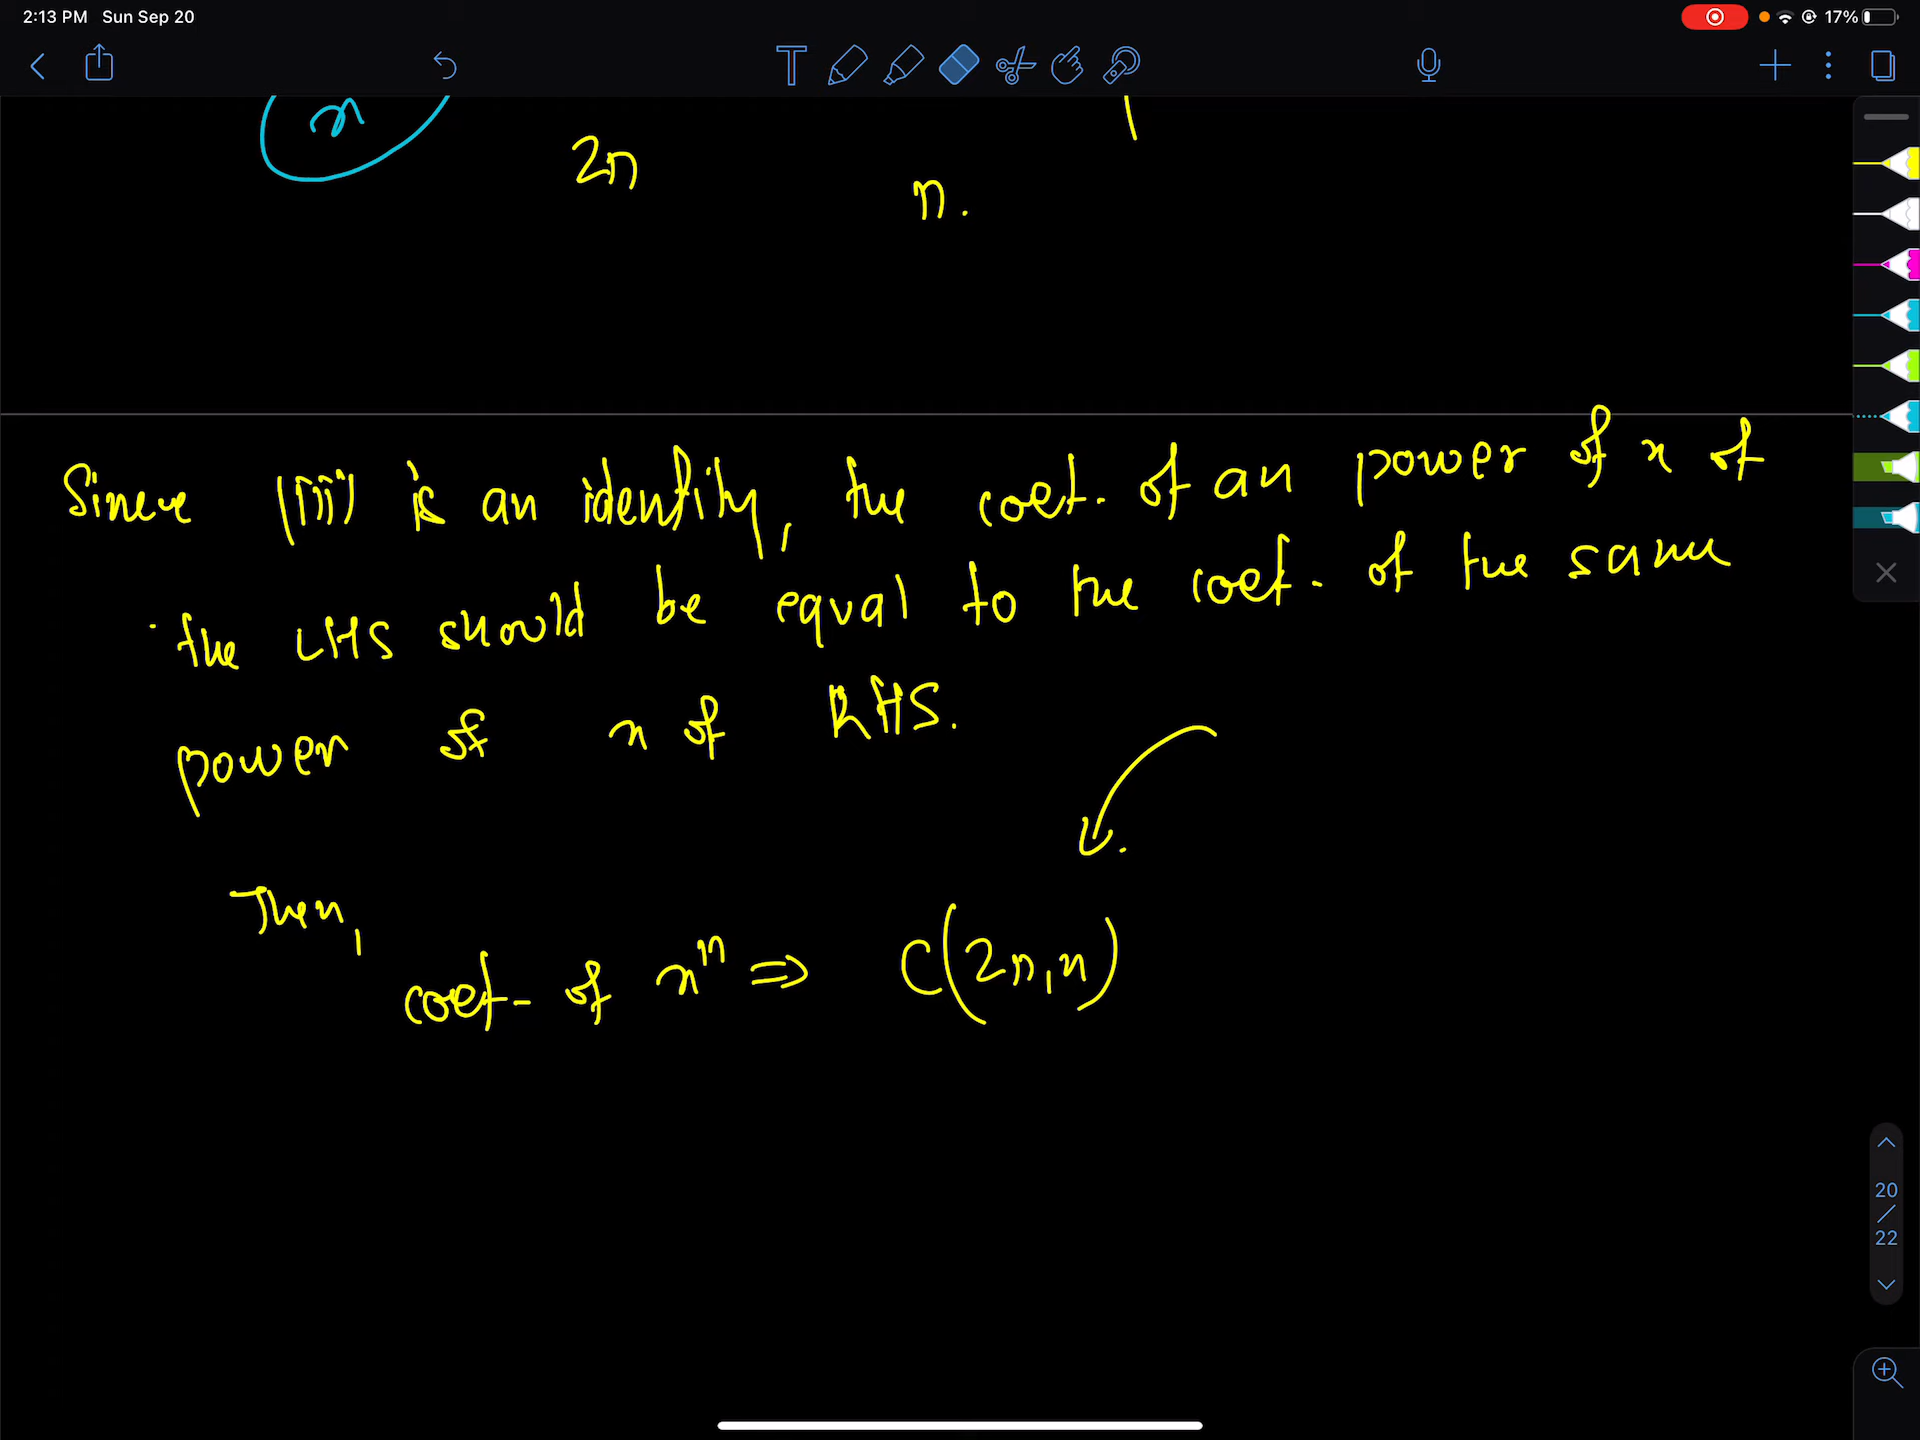 2:13 PM Sun Sep 20
17%
T
n
2n
n.
Since (iii) is an identity, the coef. of an power of x of
the LHS should be equal to the coef. of the same
power of x of RHS.
Then,
coef. of xⁿ ⇒ C(2n,n)
20
/
22